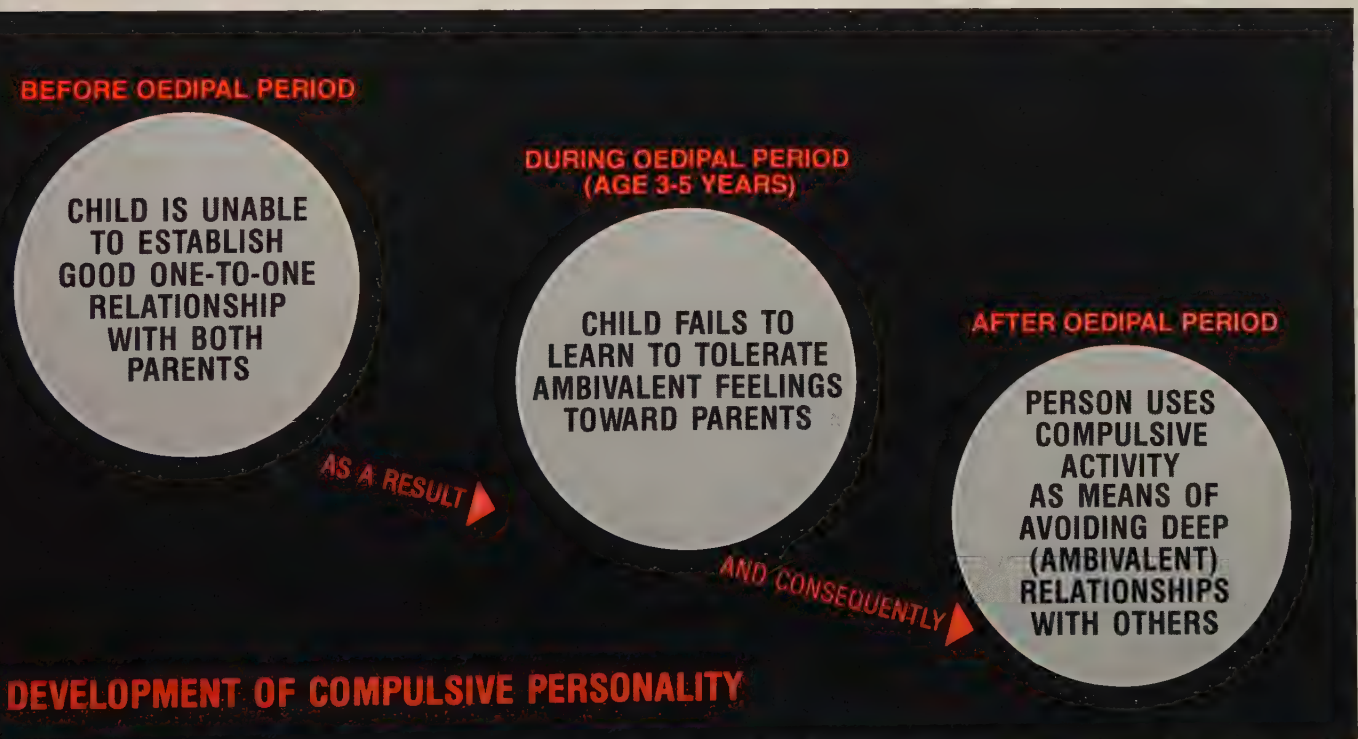 BEFORE OEDIPAL PERIOD
CHILD IS UNABLE
TO ESTABLISH
GOOD ONE-TO-ONE
RELATIONSHIP
WITH BOTH
PARENTS
AS A RESULT
DURING OEDIPAL PERIOD
(AGE 3-5 YEARS)
CHILD FAILS TO
LEARN TO TOLERATE
AMBIVALENT FEELINGS
TOWARD PARENTS
AND CONSEQUENTLY
AFTER OEDIPAL PERIOD
PERSON USES
COMPULSIVE
ACTIVITY
AS MEANS OF
AVOIDING DEEP
(AMBIVALENT)
RELATIONSHIPS
WITH OTHERS
DEVELOPMENT OF COMPULSIVE PERSONALITY